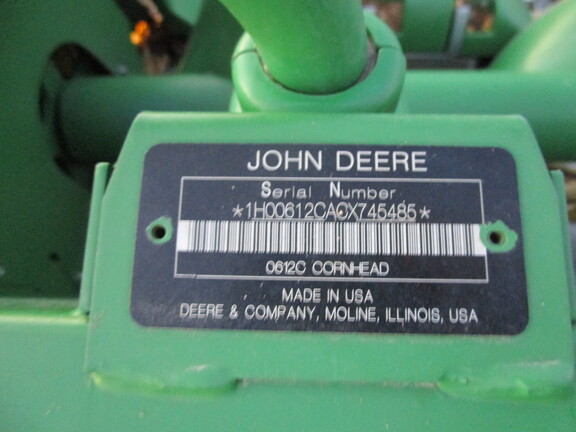 JOHN DEERE
Serial Number
*1H00612CACX745485*
0612C CORNHEAD
MADE IN USA
DEERE & COMPANY, MOLINE, ILLINOIS, USA